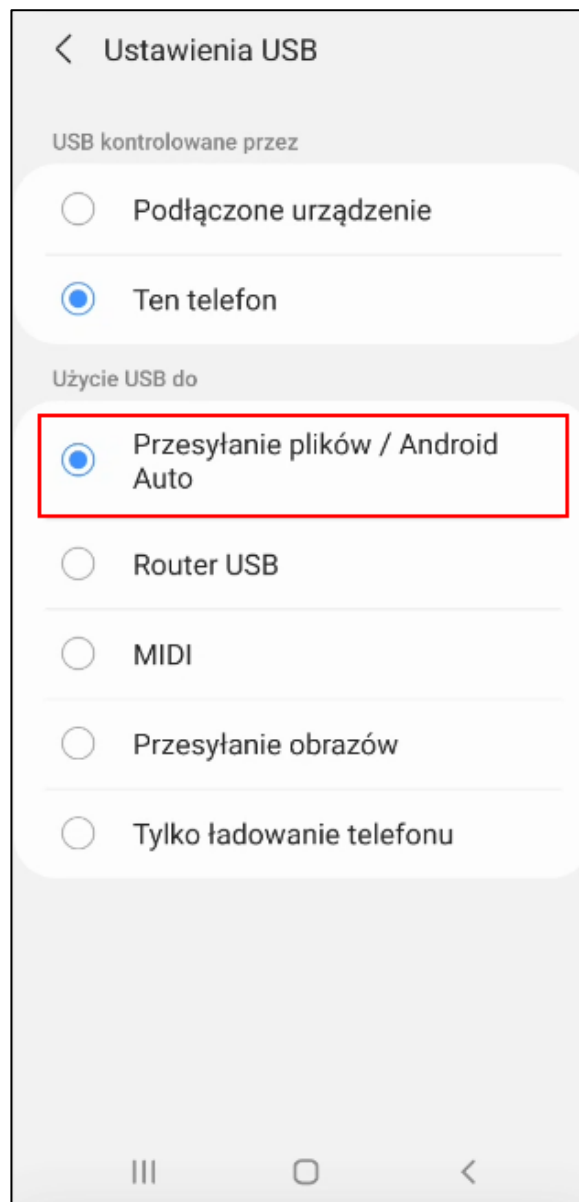 Ustawienia USB
USB kontrolowane przez
Podłączone urządzenie
Ten telefon
Użycie USB do
Przesyłanie plików / Android
Auto
Router USB
MIDI
Przesyłanie obrazów
Tylko ładowanie telefonu